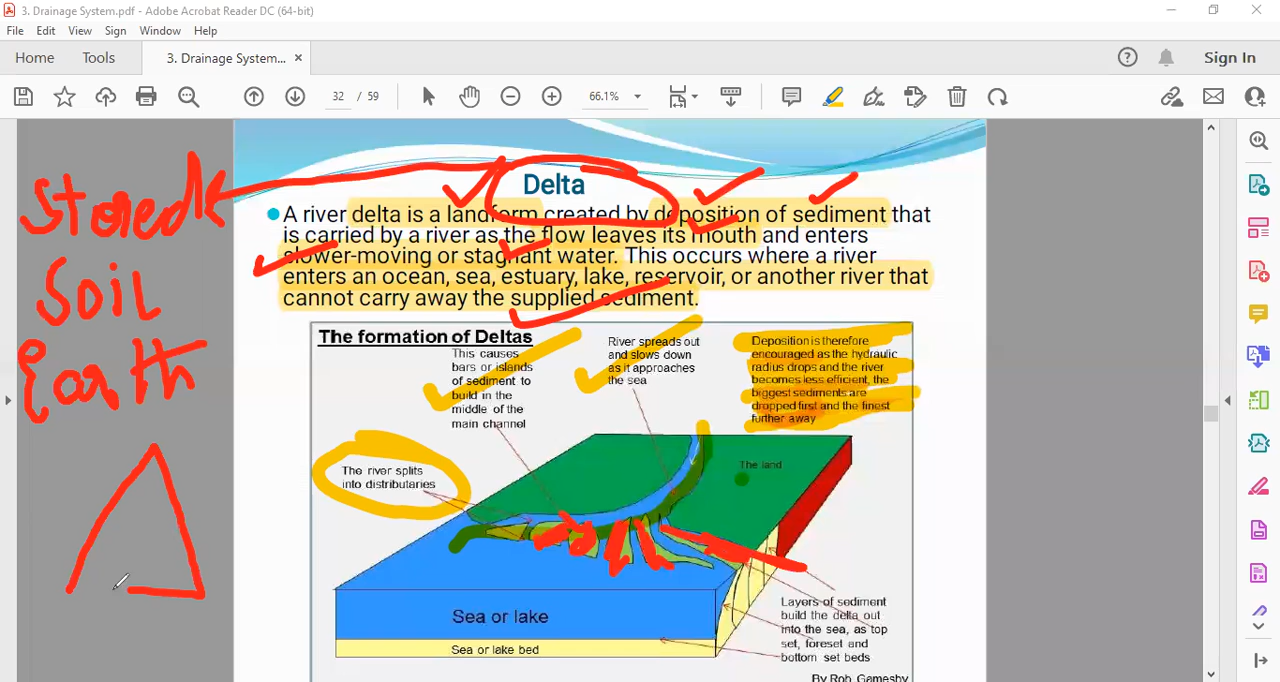 3. Drainage System.pdf - Adobe Acrobat Reader DC (64-bit)
File Edit View Sign Window Help
Home Tools 3. Drainage System... × Sign In
32 / 59 66.1%
Delta
A river delta is a landform created by deposition of sediment that
is carried by a river as the flow leaves its mouth and enters
slower-moving or stagnant water. This occurs where a river
enters an ocean, sea, estuary, lake, reservoir, or another river that
cannot carry away the supplied sediment.
Soil
Earth
The formation of Deltas
This causes
bars or islands
of sediment to
build in the
middle of the
main channel
River spreads out
and slows down
as it approaches
the sea
Deposition is therefore
encouraged as the hydraulic
radius drops and the river
becomes less efficient, the
biggest sediments are
dropped first and the finest
further away
The river splits
into distributaries
The land
Sea or lake
Sea or lake bed
Layers of sediment
build the delta out
into the sea, as top
set, foreset and
bottom set beds
By Rob Gamesby